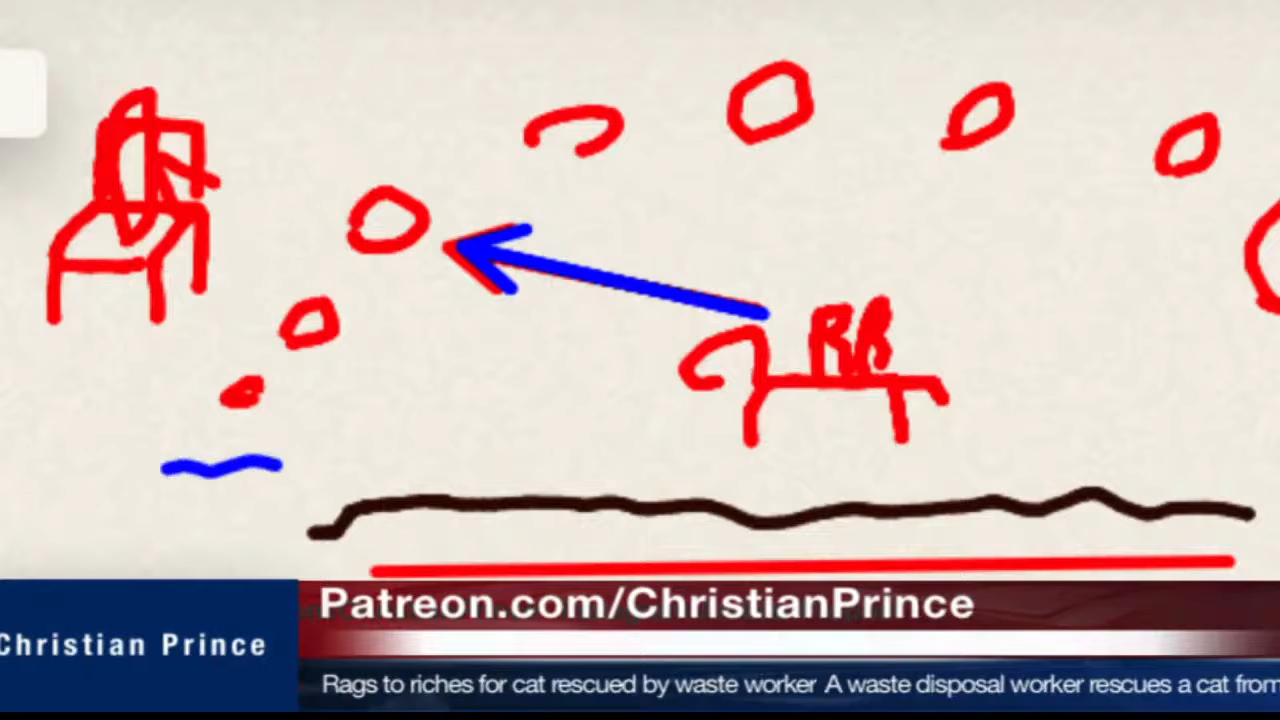 Patreon.com/ChristianPrince
Christian Prince
Rags to riches for cat rescued by waste worker A waste disposal worker rescues a cat from